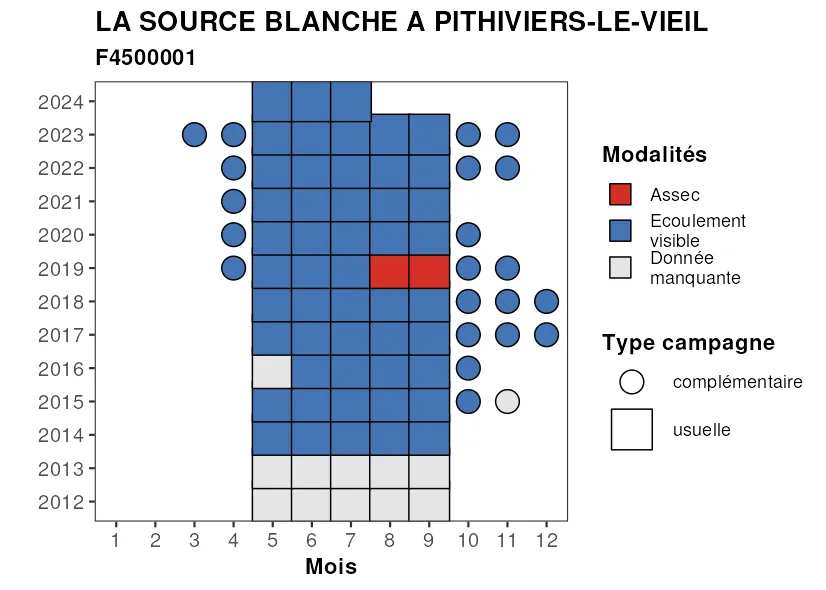 LA SOURCE BLANCHE A PITHIVIERS-LE-VIEIL
F4500001
2024
2023
2022
2021
2020
2019
2018
2017
2016
2015
2014
2013
2012
1 2 3 4 5 6 7 8 9 10 11 12
Mois
Modalités
Assec
Ecoulement
visible
Donnée
manquante
Type campagne
complémentaire
usuelle